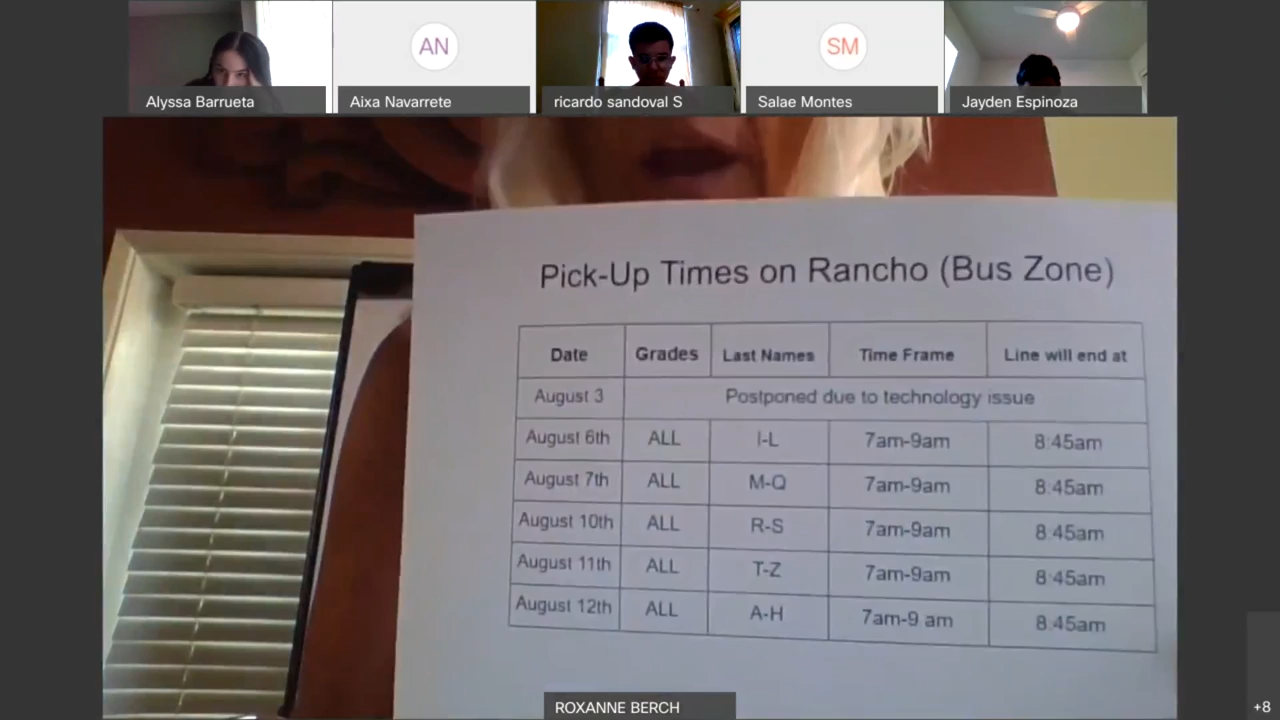 AN
SM
Alyssa Barrueta
Aixa Navarrete
ricardo sandoval S
Salae Montes
Jayden Espinoza
Pick-Up Times on Rancho (Bus Zone)
Date Grades Last Names Time Frame Line will end at
August 3 Postponed due to technology issue
August 6th ALL I-L 7am-9am 8:45am
August 7th ALL M-Q 7am-9am 8:45am
August 10th ALL R-S 7am-9am 8:45am
August 11th ALL T-Z 7am-9am 8:45am
August 12th ALL A-H 7am-9 am 8:45am
ROXANNE BERCH
+8